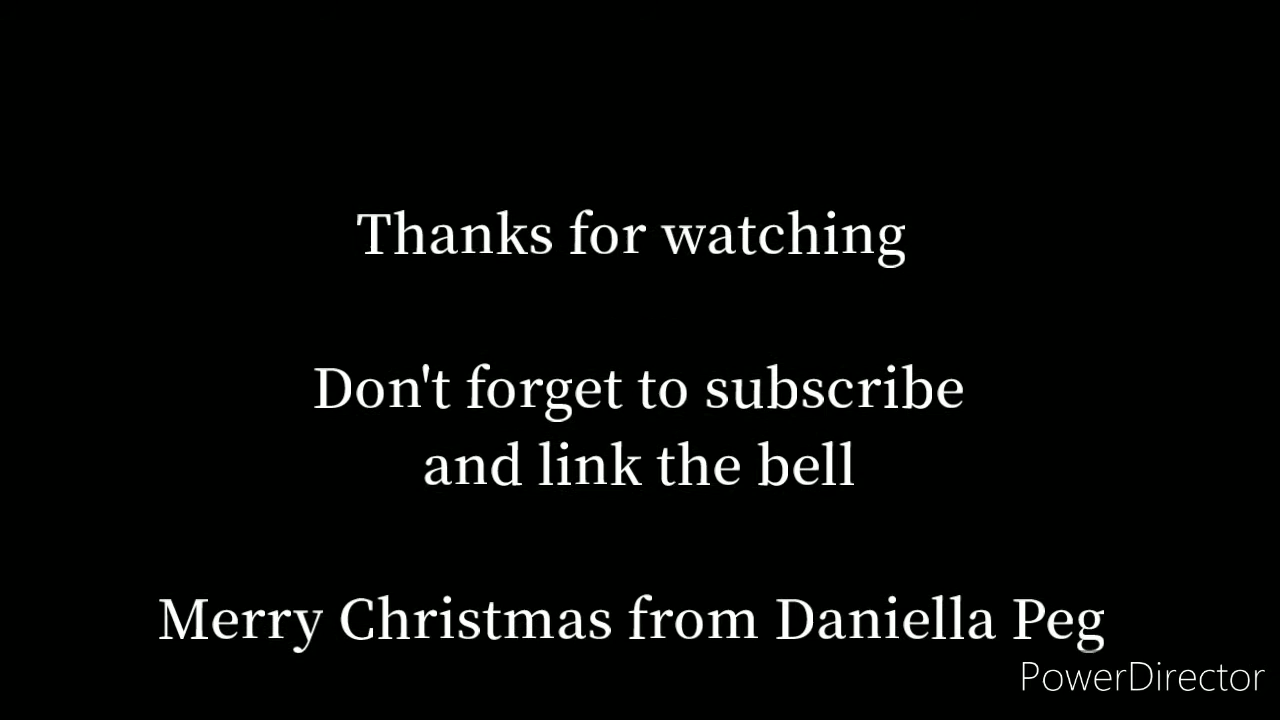 Thanks for watching
Don't forget to subscribe
and link the bell
Merry Christmas from Daniella Peg
PowerDirector